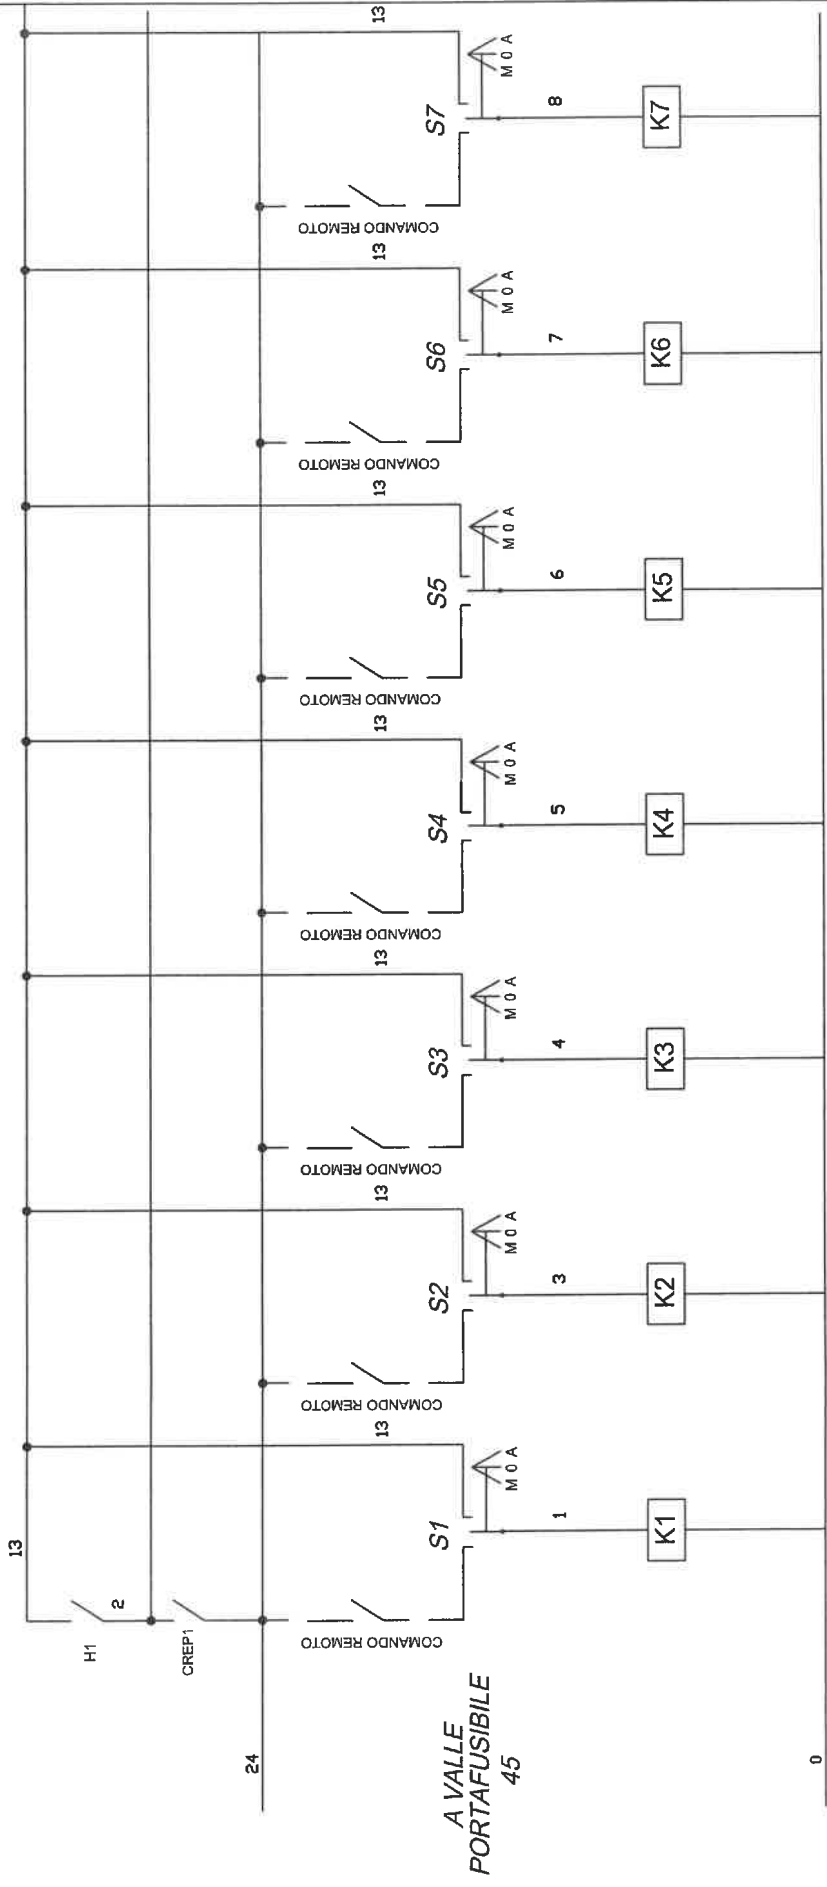 13
H1
2
CREP1
24
A VALLE
PORTAFUSIBILE
45
0
COMANDO REMOTO
13
S1
M 0 A
1
K1
COMANDO REMOTO
13
S2
M 0 A
3
K2
COMANDO REMOTO
13
S3
M 0 A
4
K3
COMANDO REMOTO
13
S4
M 0 A
5
K4
COMANDO REMOTO
13
S5
M 0 A
6
K5
COMANDO REMOTO
13
S6
M 0 A
7
K6
COMANDO REMOTO
13
S7
M 0 A
8
K7